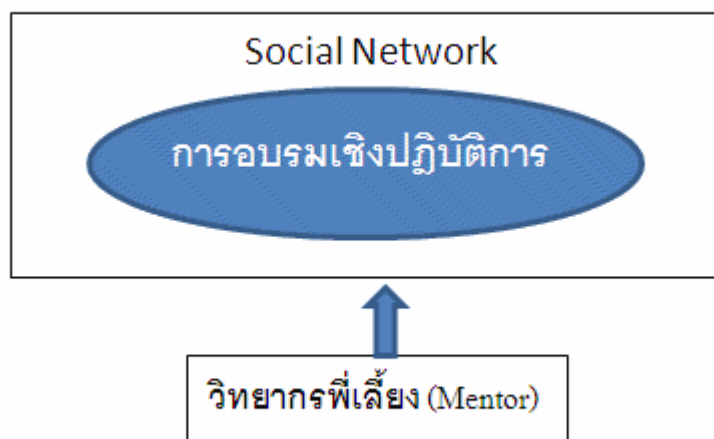 Social Network
การอบรมเชิงปฏิบัติการ
วิทยากรพี่เลี้ยง (Mentor)